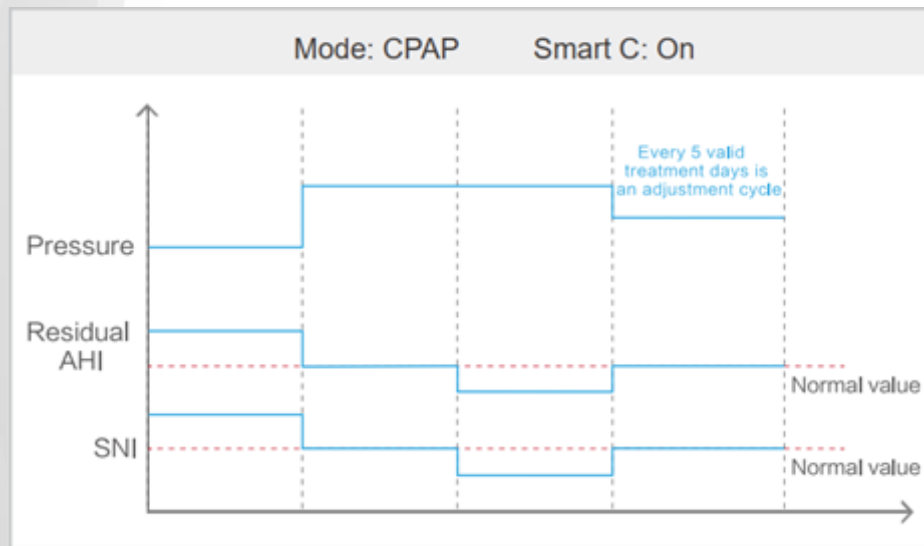 Mode: CPAP Smart C: On
Every 5 valid
treatment days is
an adjustment cycle
Pressure
Residual
AHI
Normal value
SNI
Normal value